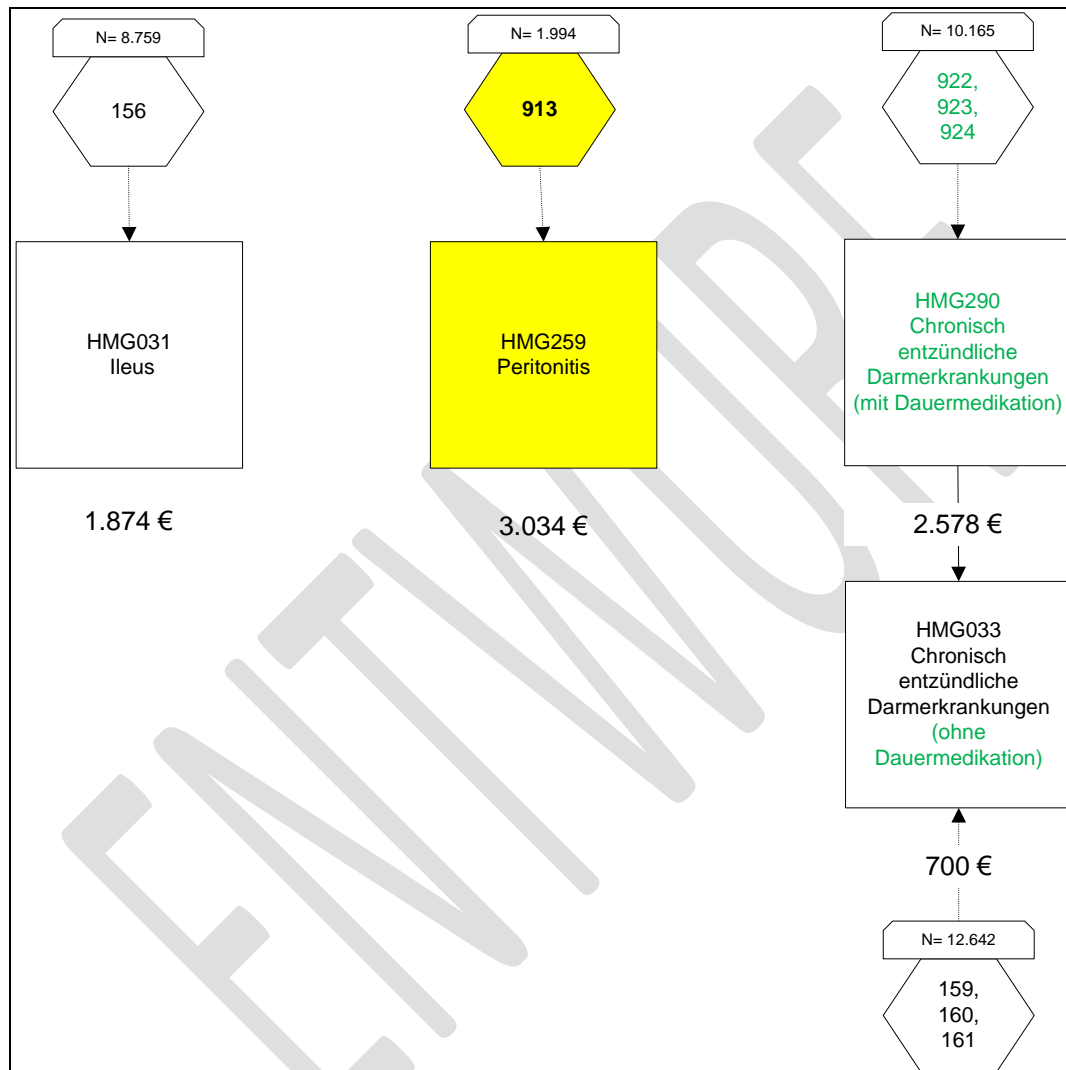 N= 8.759
156
HMG031
Ileus
1.874 €
N= 1.994
913
HMG259
Peritonitis
3.034 €
N= 10.165
922,
923,
924
HMG290
Chronisch
entzündliche
Darmerkrankungen
(mit Dauermedikation)
2.578 €
HMG033
Chronisch
entzündliche
Darmerkrankungen
(ohne
Dauermedikation)
700 €
N= 12.642
159,
160,
161
ENTWURF